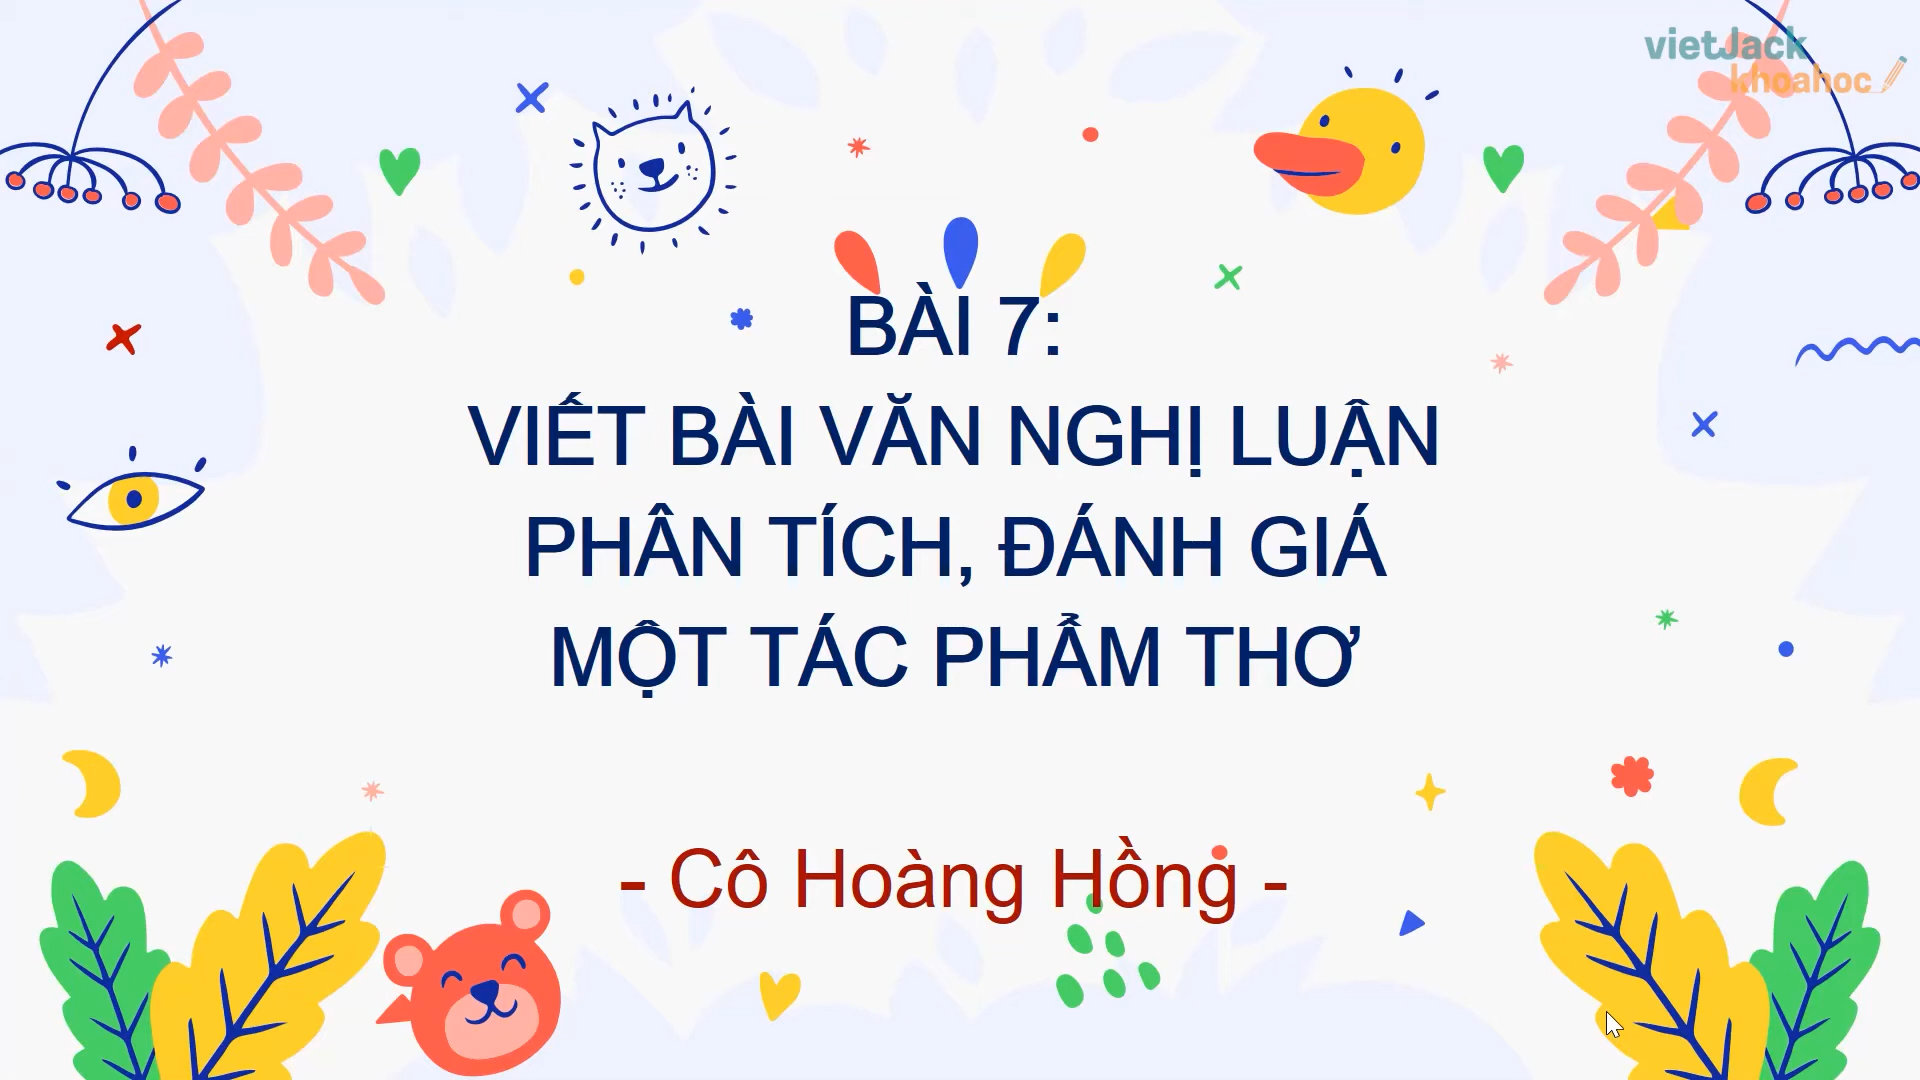 vietJack
khoahoc
BÀI 7:
VIẾT BÀI VĂN NGHỊ LUẬN
PHÂN TÍCH, ĐÁNH GIÁ
MỘT TÁC PHẨM THƠ
- Cô Hoàng Hồng -